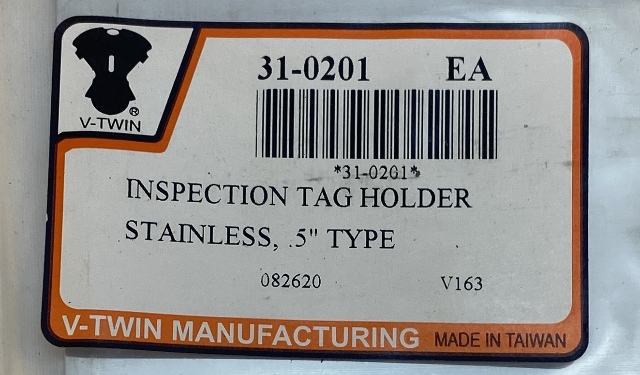 31-0201 EA
®
V-TWIN
*31-0201*
INSPECTION TAG HOLDER
STAINLESS, .5" TYPE
082620 V163
V-TWIN MANUFACTURING MADE IN TAIWAN